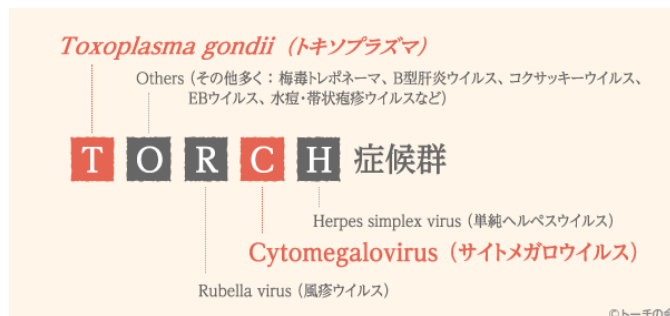 Toxoplasma gondii（トキソプラズマ）
Others（その他多く：梅毒トレポネーマ、B型肝炎ウイルス、コクサッキーウイルス、
EBウイルス、水痘・帯状疱疹ウイルスなど）
TORCH 症候群
Herpes simplex virus（単純ヘルペスウイルス）
Cytomegalovirus（サイトメガロウイルス）
Rubella virus（風疹ウイルス）
©トーチの会